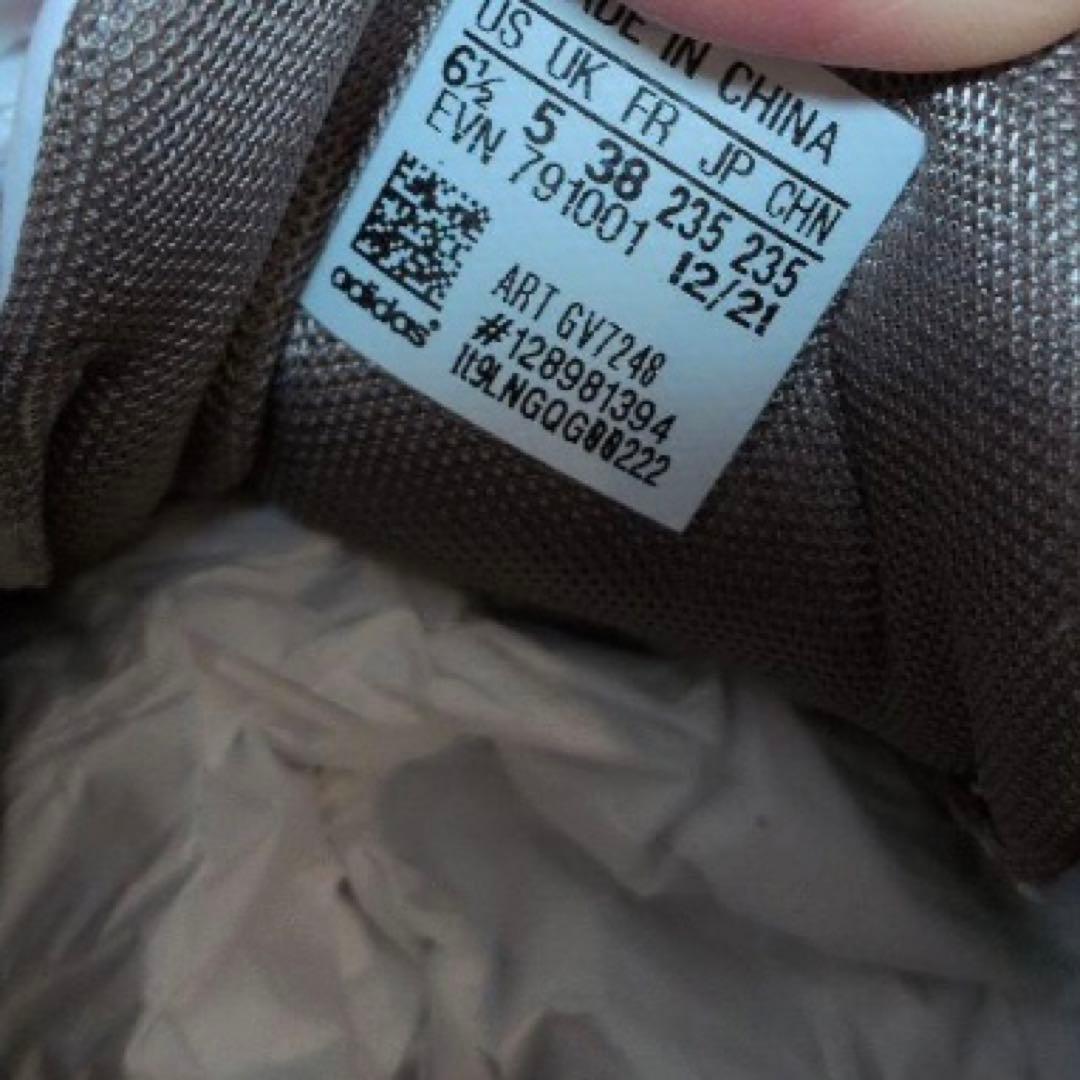 MADE IN CHINA
US UK FR JP CHN
6½ 5 38 235 235
EVN 791001 12/21
adidas®
ART GV7248
#128981394